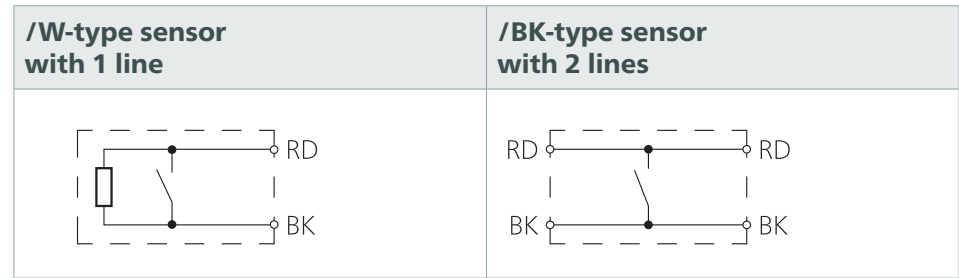 /W-type sensor
with 1 line
/BK-type sensor
with 2 lines
RD
BK
RD
RD
BK
BK